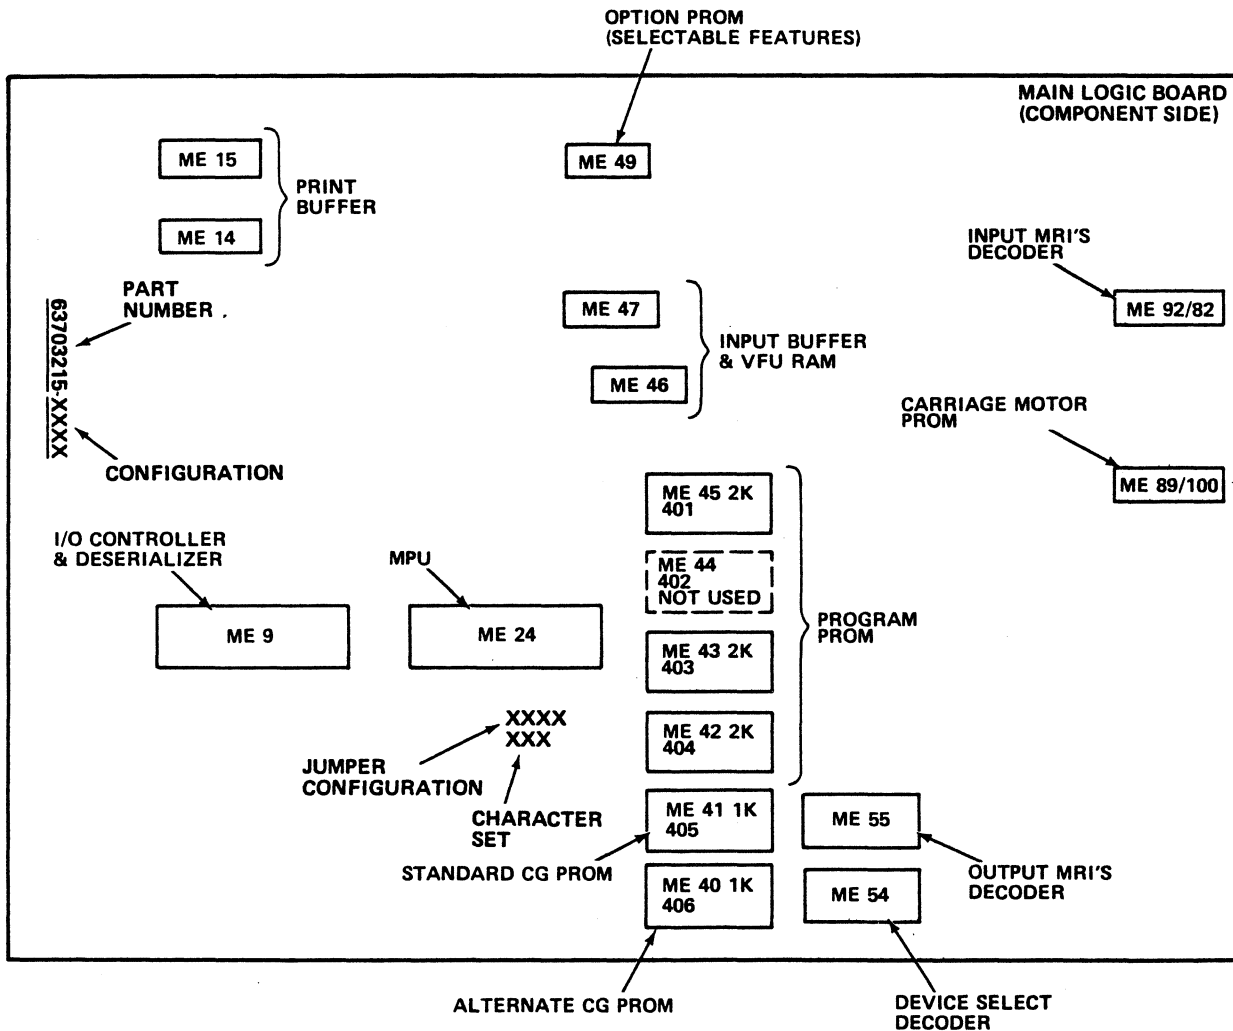 OPTION PROM
(SELECTABLE FEATURES)
MAIN LOGIC BOARD
(COMPONENT SIDE)
ME 15
ME 14
PRINT
BUFFER
ME 49
INPUT MRI'S
DECODER
ME 92/82
PART
NUMBER
63703215-XXXX
CONFIGURATION
ME 47
ME 46
INPUT BUFFER
& VFU RAM
CARRIAGE MOTOR
PROM
ME 89/100
I/O CONTROLLER
& DESERIALIZER
ME 9
MPU
ME 24
ME 45 2K
401
ME 44
402
NOT USED
ME 43 2K
403
ME 42 2K
404
PROGRAM
PROM
XXXX
XXX
JUMPER
CONFIGURATION
CHARACTER
SET
ME 41 1K
405
STANDARD CG PROM
ME 40 1K
406
ALTERNATE CG PROM
ME 55
OUTPUT MRI'S
DECODER
ME 54
DEVICE SELECT
DECODER